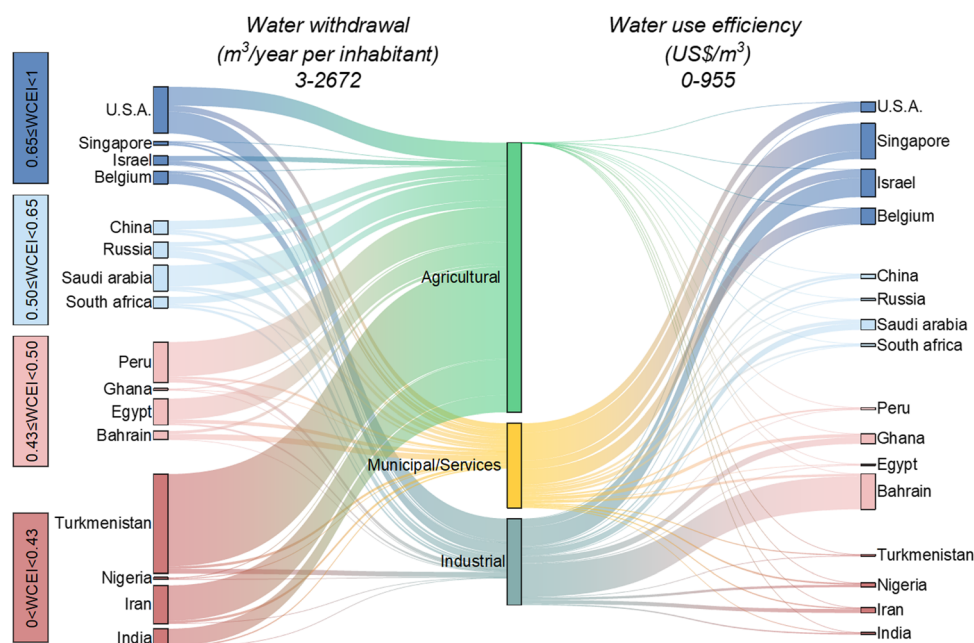 Water withdrawal
(m³/year per inhabitant)
3-2672
Water use efficiency
(US$/m³)
0-955
0.65≤WCEI<1
0.50≤WCEI<0.65
0.43≤WCEI<0.50
0<WCEI<0.43
U.S.A.
Singapore
Israel
Belgium
China
Russia
Saudi arabia
South africa
Peru
Ghana
Egypt
Bahrain
Turkmenistan
Nigeria
Iran
India
Agricultural
Municipal/Services
Industrial
U.S.A.
Singapore
Israel
Belgium
China
Russia
Saudi arabia
South africa
Peru
Ghana
Egypt
Bahrain
Turkmenistan
Nigeria
Iran
India